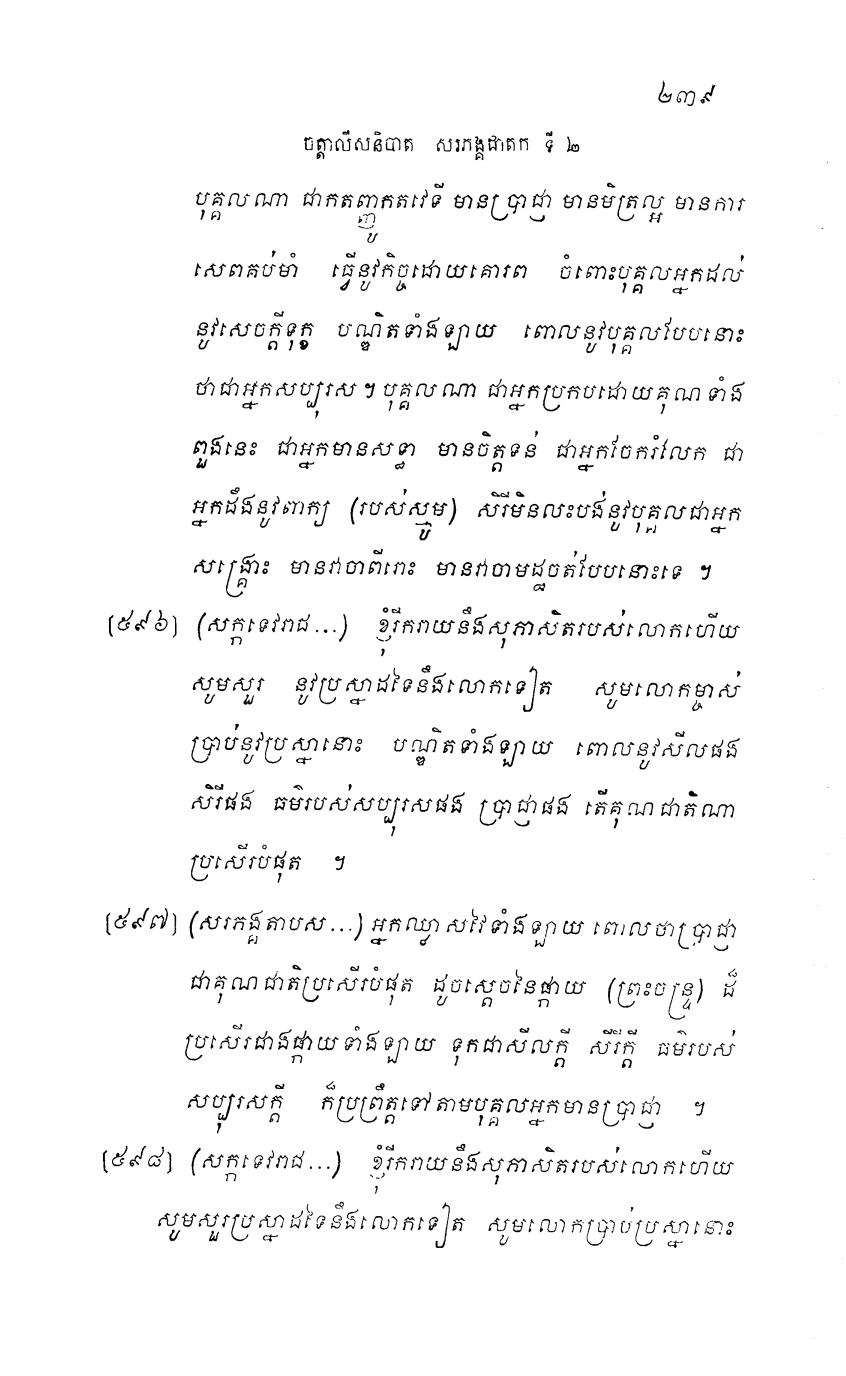 ២៣៩
ចត្តាលីសនិបាត សរភង្គជាតក ទី ២
បុគ្គលណា ជាកតញ្ញូកតវេទី មានប្រាជ្ញា មានមិត្រល្អ មានការ
សេពគប់មាំ ធ្វើនូវកិច្ចដោយគោរព ចំពោះបុគ្គលអ្នកដល់
នូវសេចក្តីទុក្ខ បណ្ឌិតទាំងឡាយ ពោលនូវបុគ្គលបែបនោះ
ថាជាអ្នកសប្បុរស ។ បុគ្គលណា ជាអ្នកប្រកបដោយគុណទាំង
ពួងនេះ ជាអ្នកមានសទ្ធា មានចិត្តទន់ ជាអ្នកចែករំលែក ជា
អ្នកដឹងនូវពាក្យ (របស់ស្មូម) សិរីមិនលះបង់នូវបុគ្គលជាអ្នក
សង្គ្រោះ មានវាចាពីរោះ មានវាចាមដ្ឋចត់បែបនោះទេ ។
[៥៩៦] (សក្កទេវរាជ...) ខ្ញុំរីករាយនឹងសុភាសិតរបស់លោកហើយ
សូមសួរ នូវប្រស្នាដទៃនឹងលោកទៀត សូមលោកម្ចាស់
ប្រាប់នូវប្រស្នានោះ បណ្ឌិតទាំងឡាយ ពោលនូវសីលផង
សិរីផង ធម៌របស់សប្បុរសផង ប្រាជ្ញាផង តើគុណជាតិណា
ប្រសើរបំផុត ។
[៥៩៧] (សរភង្គតាបស...) អ្នកឈ្លាសវៃទាំងឡាយ ពោលថាប្រាជ្ញា
ជាគុណជាតិប្រសើរបំផុត ដូចស្តេចនៃផ្កាយ (ព្រះចន្ទ្រ) ដ៏
ប្រសើរជាងផ្កាយទាំងឡាយ ទុកជាសីលក្តី សិរីក្តី ធម៌របស់
សប្បុរសក្តី ក៏ប្រព្រឹត្តទៅតាមបុគ្គលអ្នកមានប្រាជ្ញា ។
[៥៩៨] (សក្កទេវរាជ...) ខ្ញុំរីករាយនឹងសុភាសិតរបស់លោកហើយ
សូមសួរប្រស្នាដទៃនឹងលោកទៀត សូមលោកប្រាប់ប្រស្នានោះ